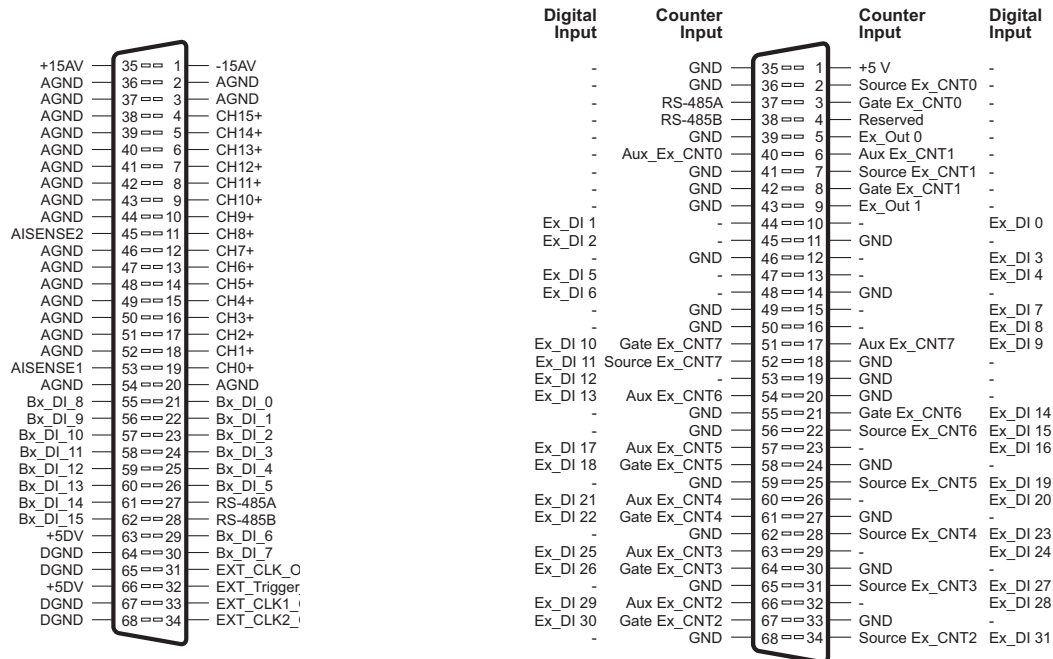 +15AV 35 1 -15AV
AGND 36 2 AGND
AGND 37 3 AGND
AGND 38 4 CH15+
AGND 39 5 CH14+
AGND 40 6 CH13+
AGND 41 7 CH12+
AGND 42 8 CH11+
AGND 43 9 CH10+
AGND 44 10 CH9+
AISENSE2 45 11 CH8+
AGND 46 12 CH7+
AGND 47 13 CH6+
AGND 48 14 CH5+
AGND 49 15 CH4+
AGND 50 16 CH3+
AGND 51 17 CH2+
AGND 52 18 CH1+
AISENSE1 53 19 CH0+
AGND 54 20 AGND
Bx_DI_8 55 21 Bx_DI_0
Bx_DI_9 56 22 Bx_DI_1
Bx_DI_10 57 23 Bx_DI_2
Bx_DI_11 58 24 Bx_DI_3
Bx_DI_12 59 25 Bx_DI_4
Bx_DI_13 60 26 Bx_DI_5
Bx_DI_14 61 27 RS-485A
Bx_DI_15 62 28 RS-485B
+5DV 63 29 Bx_DI_6
DGND 64 30 Bx_DI_7
DGND 65 31 EXT_CLK_O
+5DV 66 32 EXT_Trigger_
DGND 67 33 EXT_CLK1_
DGND 68 34 EXT_CLK2_
Digital Counter Counter Digital
Input Input Input Input
- GND 35 1 +5 V -
- GND 36 2 Source Ex_CNT0 -
- RS-485A 37 3 Gate Ex_CNT0 -
- RS-485B 38 4 Reserved -
- GND 39 5 Ex_Out 0 -
- Aux_Ex_CNT0 40 6 Aux Ex_CNT1 -
- GND 41 7 Source Ex_CNT1 -
- GND 42 8 Gate Ex_CNT1 -
- GND 43 9 Ex_Out 1 -
Ex_DI 1 - 44 10 - Ex_DI 0
Ex_DI 2 - 45 11 GND -
- GND 46 12 - Ex_DI 3
Ex_DI 5 - 47 13 - Ex_DI 4
Ex_DI 6 - 48 14 GND -
- GND 49 15 - Ex_DI 7
- GND 50 16 - Ex_DI 8
Ex_DI 10 Gate Ex_CNT7 51 17 Aux Ex_CNT7 Ex_DI 9
Ex_DI 11 Source Ex_CNT7 52 18 GND -
Ex_DI 12 - 53 19 GND -
Ex_DI 13 Aux Ex_CNT6 54 20 GND -
- GND 55 21 Gate Ex_CNT6 Ex_DI 14
- GND 56 22 Source Ex_CNT6 Ex_DI 15
Ex_DI 17 Aux Ex_CNT5 57 23 - Ex_DI 16
Ex_DI 18 Gate Ex_CNT5 58 24 GND -
- GND 59 25 Source Ex_CNT5 Ex_DI 19
Ex_DI 21 Aux Ex_CNT4 60 26 - Ex_DI 20
Ex_DI 22 Gate Ex_CNT4 61 27 GND -
- GND 62 28 Source Ex_CNT4 Ex_DI 23
Ex_DI 25 Aux Ex_CNT3 63 29 - Ex_DI 24
Ex_DI 26 Gate Ex_CNT3 64 30 GND -
- GND 65 31 Source Ex_CNT3 Ex_DI 27
Ex_DI 29 Aux Ex_CNT2 66 32 - Ex_DI 28
Ex_DI 30 Gate Ex_CNT2 67 33 GND -
- GND 68 34 Source Ex_CNT2 Ex_DI 31